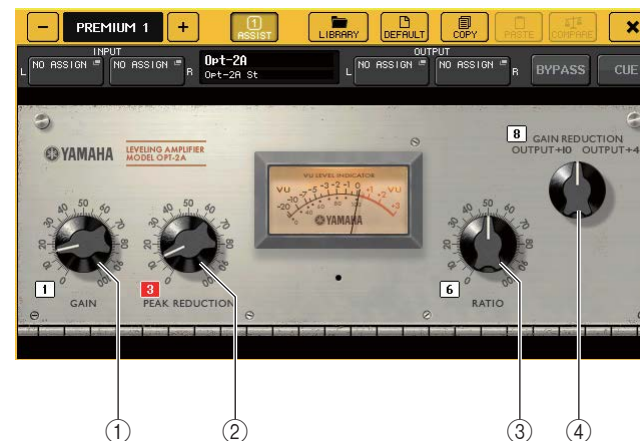 PREMIUM 1
1
ASSIST
LIBRARY
DEFAULT
COPY
PASTE
COMPARE
INPUT
L NO ASSIGN NO ASSIGN R
Opt-2A
Opt-2A St
OUTPUT
L NO ASSIGN NO ASSIGN R
BYPASS
CUE
YAMAHA
LEVELING AMPLIFIER
MODEL OPT-2A
VU LEVEL INDICATOR
VU VU
YAMAHA
8
GAIN REDUCTION
OUTPUT+10 OUTPUT+4
1
GAIN
3
PEAK REDUCTION
6
RATIO
① ② ③ ④